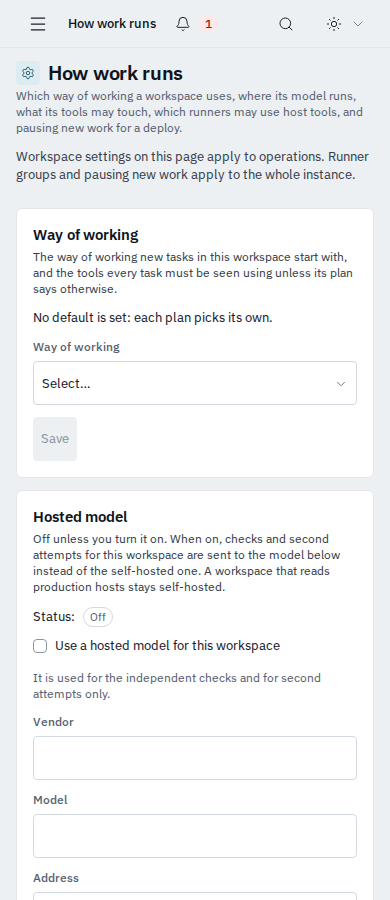 How work runs
1
How work runs
Which way of working a workspace uses, where its model runs,
what its tools may touch, which runners may use host tools, and
pausing new work for a deploy.
Workspace settings on this page apply to operations. Runner
groups and pausing new work apply to the whole instance.
Way of working
The way of working new tasks in this workspace start with,
and the tools every task must be seen using unless its plan
says otherwise.
No default is set: each plan picks its own.
Way of working
Select...
Save
Hosted model
Off unless you turn it on. When on, checks and second
attempts for this workspace are sent to the model below
instead of the self-hosted one. A workspace that reads
production hosts stays self-hosted.
Status: Off
Use a hosted model for this workspace
It is used for the independent checks and for second
attempts only.
Vendor
Model
Address